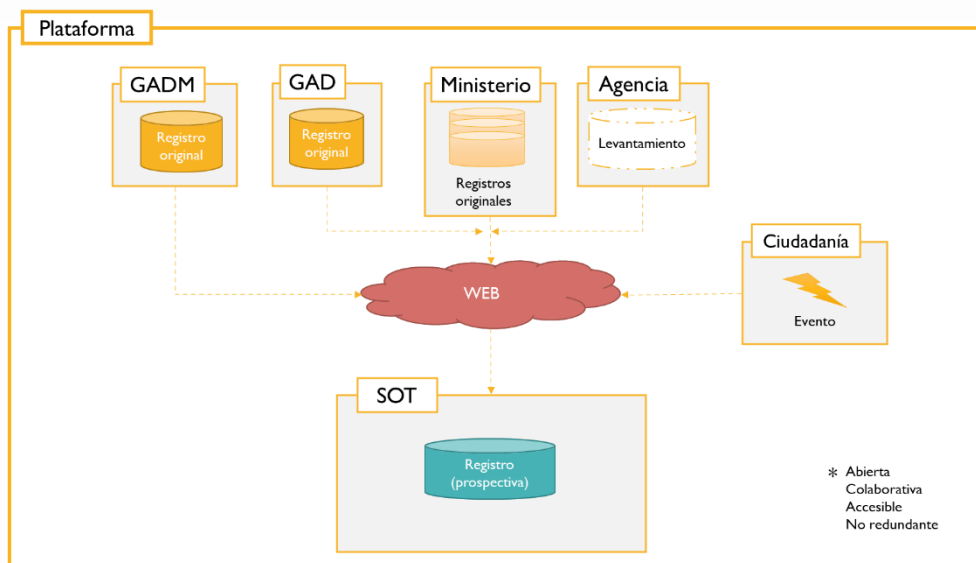 Plataforma
GADM
Registro
original
GAD
Registro
original
Ministerio
Registros
originales
Agencia
Levantamiento
Ciudadanía
Evento
WEB
SOT
Registro
(prospectiva)
* Abierta
Colaborativa
Accesible
No redundante